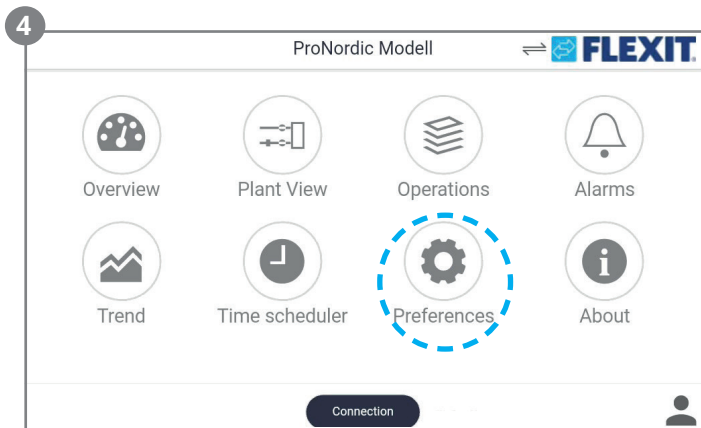 4
ProNordic Modell FLEXIT
Overview Plant View Operations Alarms
Trend Time scheduler Preferences About
Connection